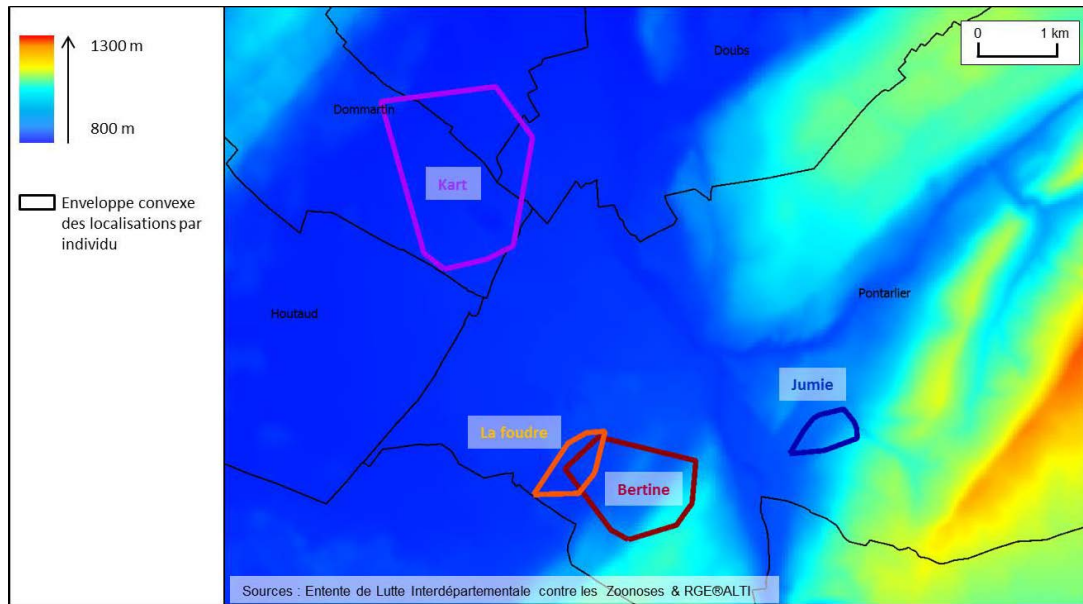 1300 m
800 m
Enveloppe convexe
des localisations par
individu
0 1 km
Doubs
Dommartin
Kart
Houtaud
Pontarlier
Jumie
La foudre
Bertine
Sources : Entente de Lutte Interdépartementale contre les Zoonoses & RGE®ALTI